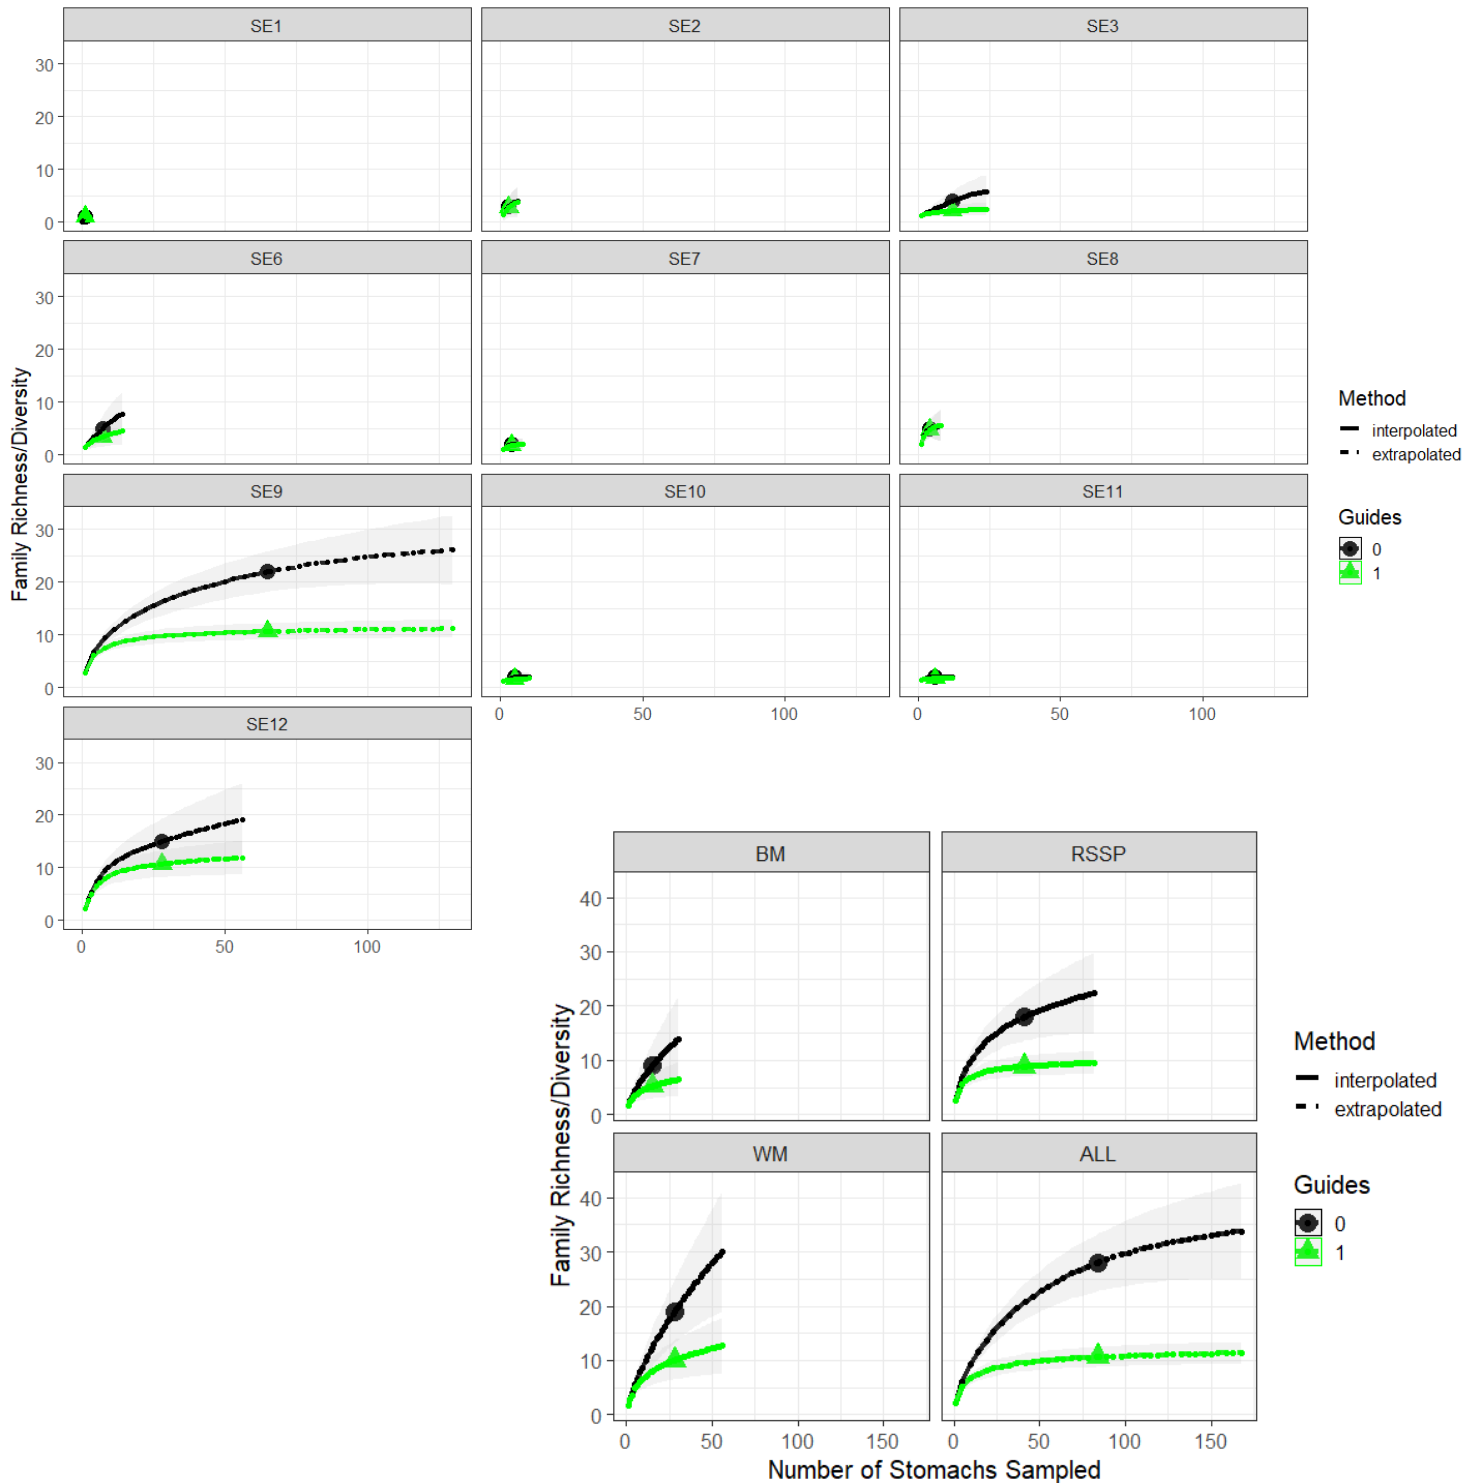 SE1 SE2 SE3
30
20
10
0
SE6 SE7 SE8
30
20
10
0
SE9 SE10 SE11
30
20
10
0
0 50 100 0 50 100
SE12
30
20
10
0
0 50 100
Family Richness/Diversity
Method
interpolated
extrapolated
Guides
0
1
BM RSSP
40
30
20
10
0
WM ALL
40
30
20
10
0
0 50 100 150 0 50 100 150
Number of Stomachs Sampled
Family Richness/Diversity
Method
interpolated
extrapolated
Guides
0
1